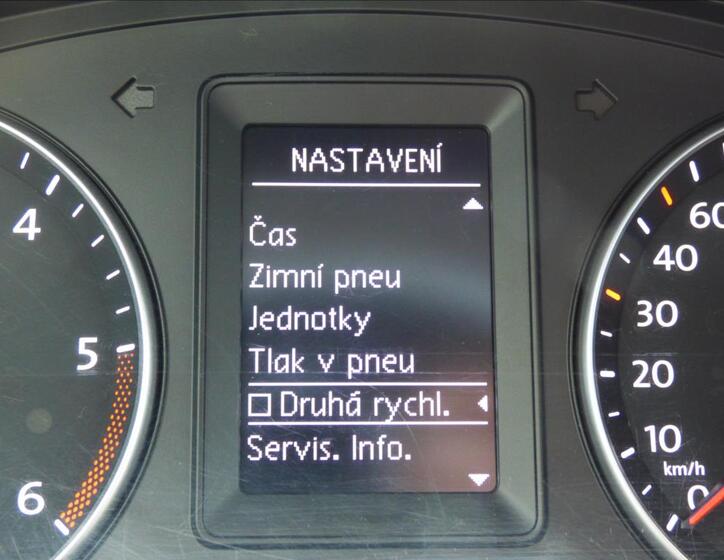 NASTAVENÍ
Čas
Zimní pneu
Jednotky
Tlak v pneu
Druhá rychl.
Servis. Info.
4
5
6
60
40
30
20
10
km/h
0